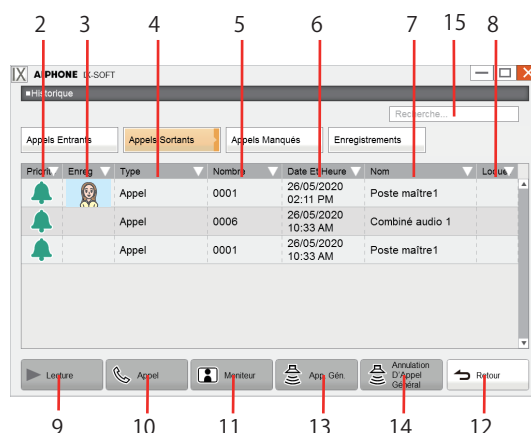 2 3 4 5 6 7 15 8
AIPHONE IX-SOFT
Historique
Recherche...
Appels Entrants Appels Sortants Appels Manqués Enregistrements
Priorit Enreg Type Nombre Date Et Heure Nom Loque
Appel 0001 26/05/2020 02:11 PM Poste maître1
Appel 0006 26/05/2020 10:33 AM Combiné audio 1
Appel 0001 26/05/2020 10:33 AM Poste maître1
Lecture Appel Moniteur App. Gén. Annulation D'Appel Général Retour
9 10 11 13 14 12